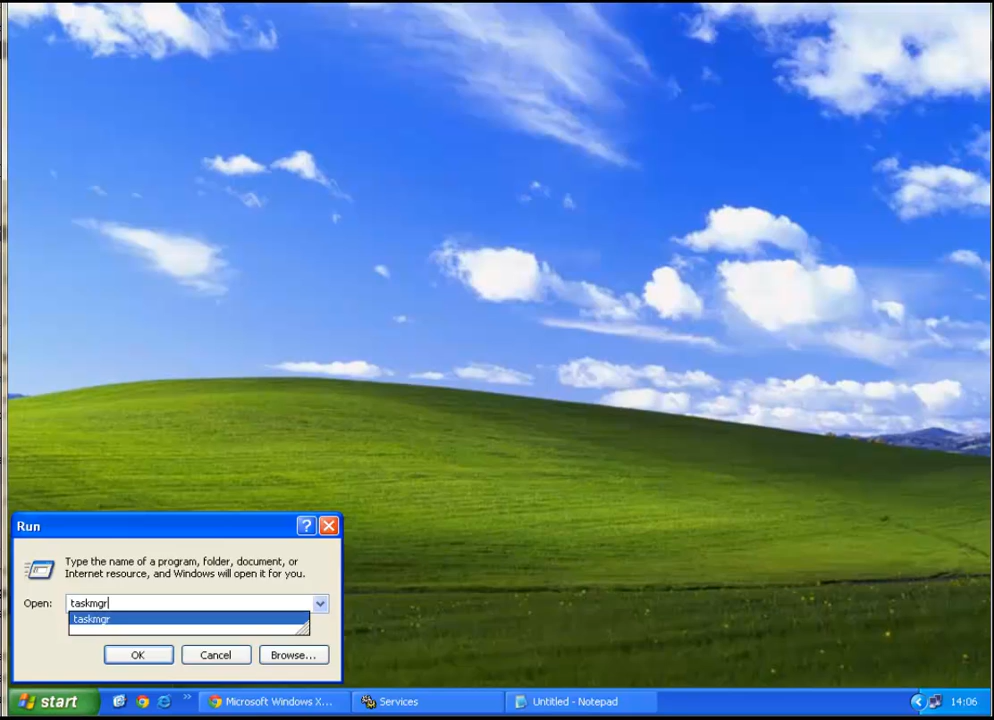 Run
Type the name of a program, folder, document, or
Internet resource, and Windows will open it for you.
Open: taskmgr
taskmgr
OK Cancel Browse...
start Microsoft Windows X... Services Untitled - Notepad 14:06